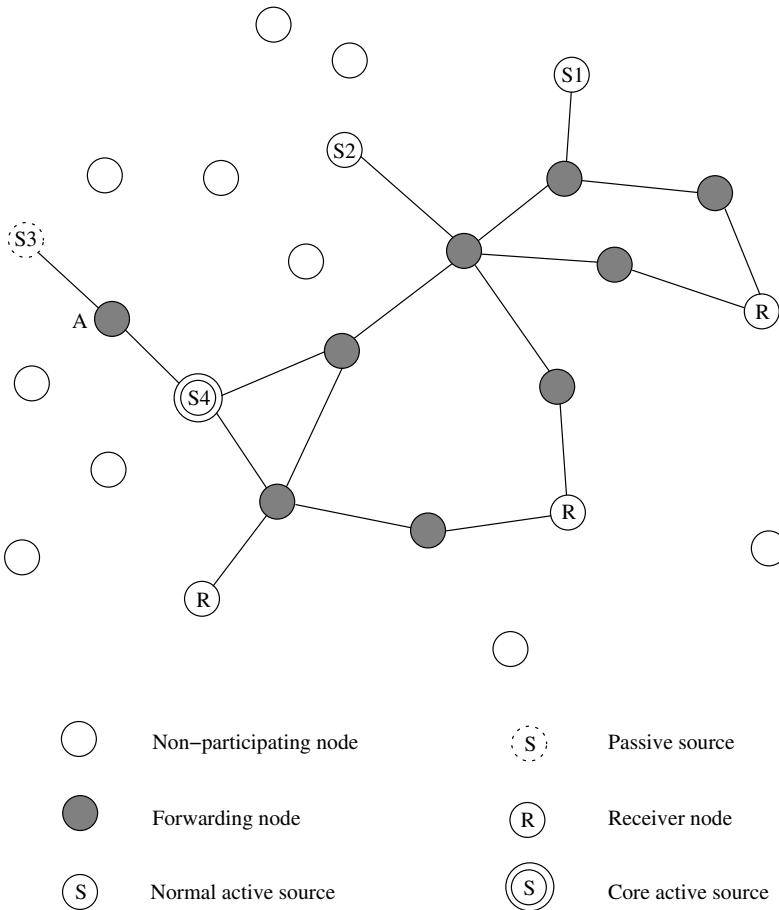 S1
S2
S3
A
S4
R
R
R
Non−participating node
S
Passive source
Forwarding node
R
Receiver node
S
Normal active source
S
Core active source